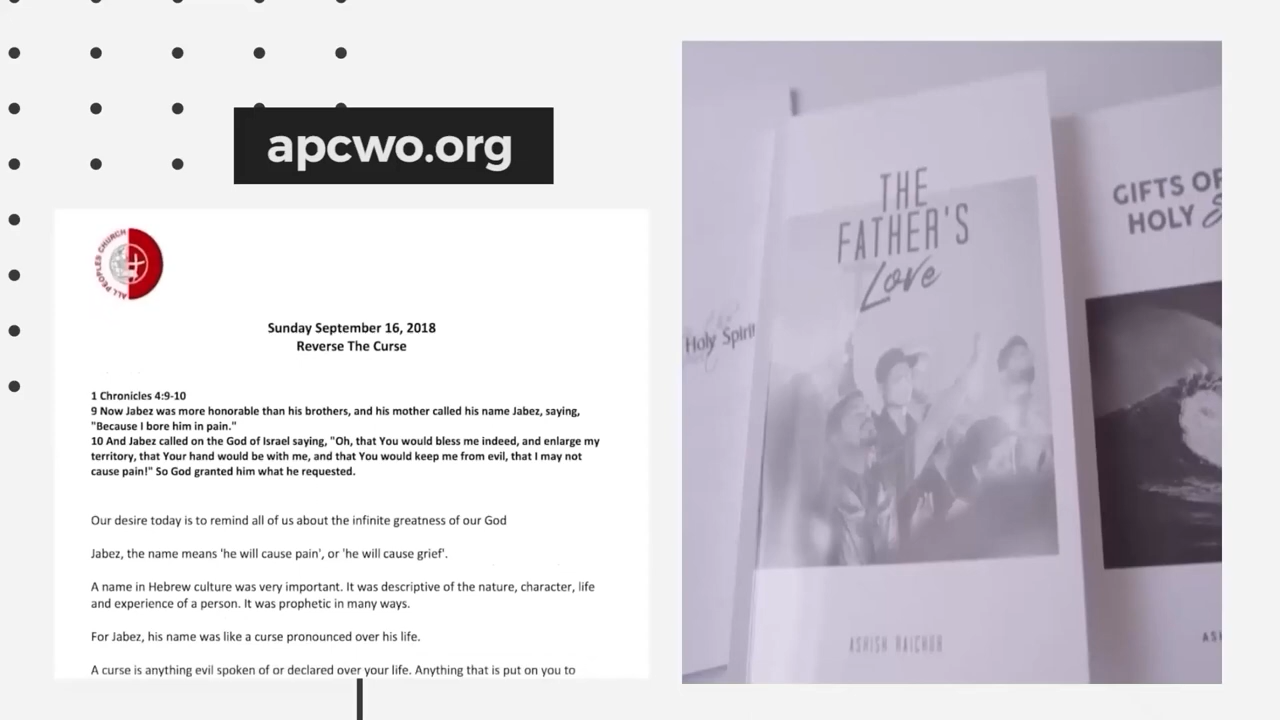 apcwo.org
ALL PEOPLES CHURCH
Sunday September 16, 2018
Reverse The Curse
1 Chronicles 4:9-10
9 Now Jabez was more honorable than his brothers, and his mother called his name Jabez, saying,
"Because I bore him in pain."
10 And Jabez called on the God of Israel saying, "Oh, that You would bless me indeed, and enlarge my
territory, that Your hand would be with me, and that You would keep me from evil, that I may not
cause pain!" So God granted him what he requested.
Our desire today is to remind all of us about the infinite greatness of our God
Jabez, the name means 'he will cause pain', or 'he will cause grief'.
A name in Hebrew culture was very important. It was descriptive of the nature, character, life
and experience of a person. It was prophetic in many ways.
For Jabez, his name was like a curse pronounced over his life.
A curse is anything evil spoken of or declared over your life. Anything that is put on you to
Holy Spirit
THE
FATHER'S
Love
ASHISH RAICHUR
GIFTS OF
HOLY S